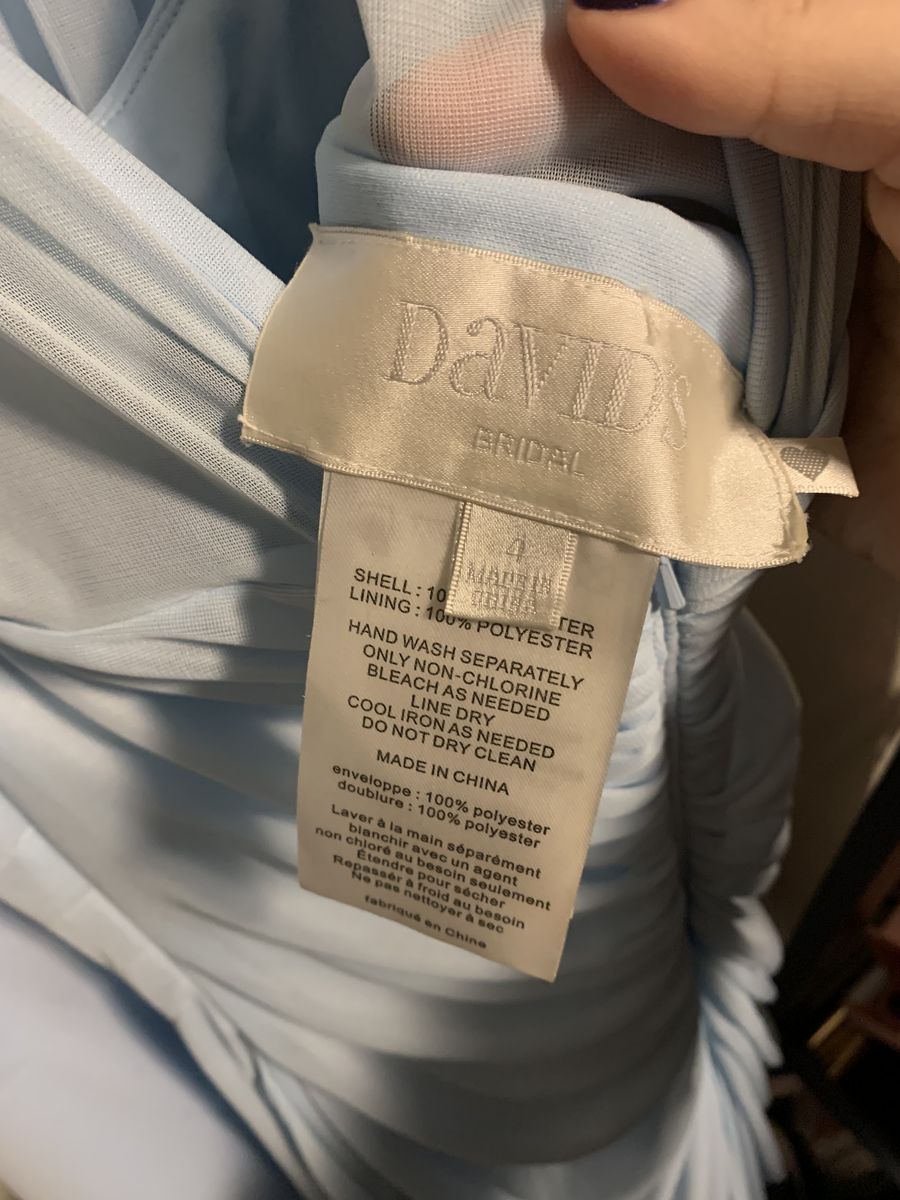 DaVID's
BRIDAL
4
MADE IN
CHINA
SHELL : 10 TER
LINING : 100% POLYESTER
HAND WASH SEPARATELY
ONLY NON-CHLORINE
BLEACH AS NEEDED
LINE DRY
COOL IRON AS NEEDED
DO NOT DRY CLEAN
MADE IN CHINA
enveloppe : 100% polyester
doublure : 100% polyester
Laver à la main séparément
blanchir avec un agent
non chloré au besoin seulement
Étendre pour sécher
Repasser à froid au besoin
Ne pas nettoyer à sec
fabriqué en China